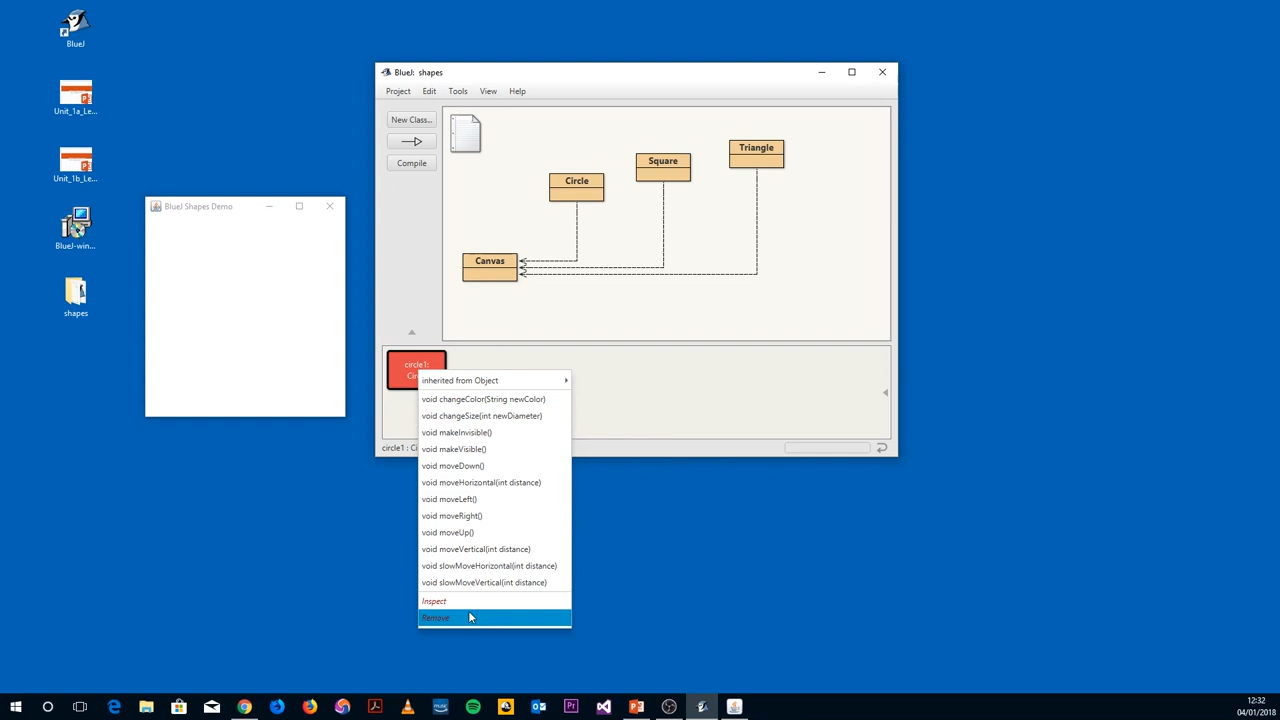 BlueJ
Unit_1a_Le...
Unit_1b_Le...
BlueJ-win...
shapes
BlueJ Shapes Demo
BlueJ: shapes
Project Edit Tools View Help
New Class...
Compile
Circle
Square
Triangle
Canvas
circle1:
Cir
inherited from Object
void changeColor(String newColor)
void changeSize(int newDiameter)
void makeInvisible()
void makeVisible()
void moveDown()
void moveHorizontal(int distance)
void moveLeft()
void moveRight()
void moveUp()
void moveVertical(int distance)
void slowMoveHorizontal(int distance)
void slowMoveVertical(int distance)
Inspect
Remove
circle1 : Ci
12:32
04/01/2018